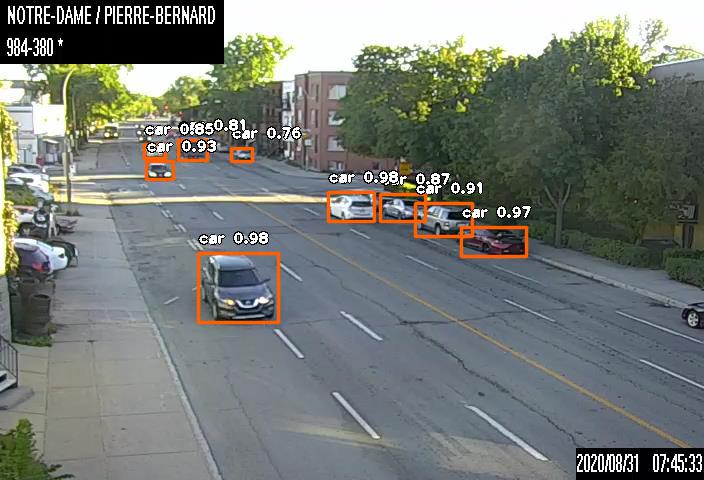 NOTRE-DAME / PIERRE-BERNARD
984-380 *
car 0.85
0.81
car 0.76
car 0.93
car 0.98
0.87
car 0.91
car 0.97
car 0.98
2020/08/31 07:45:33